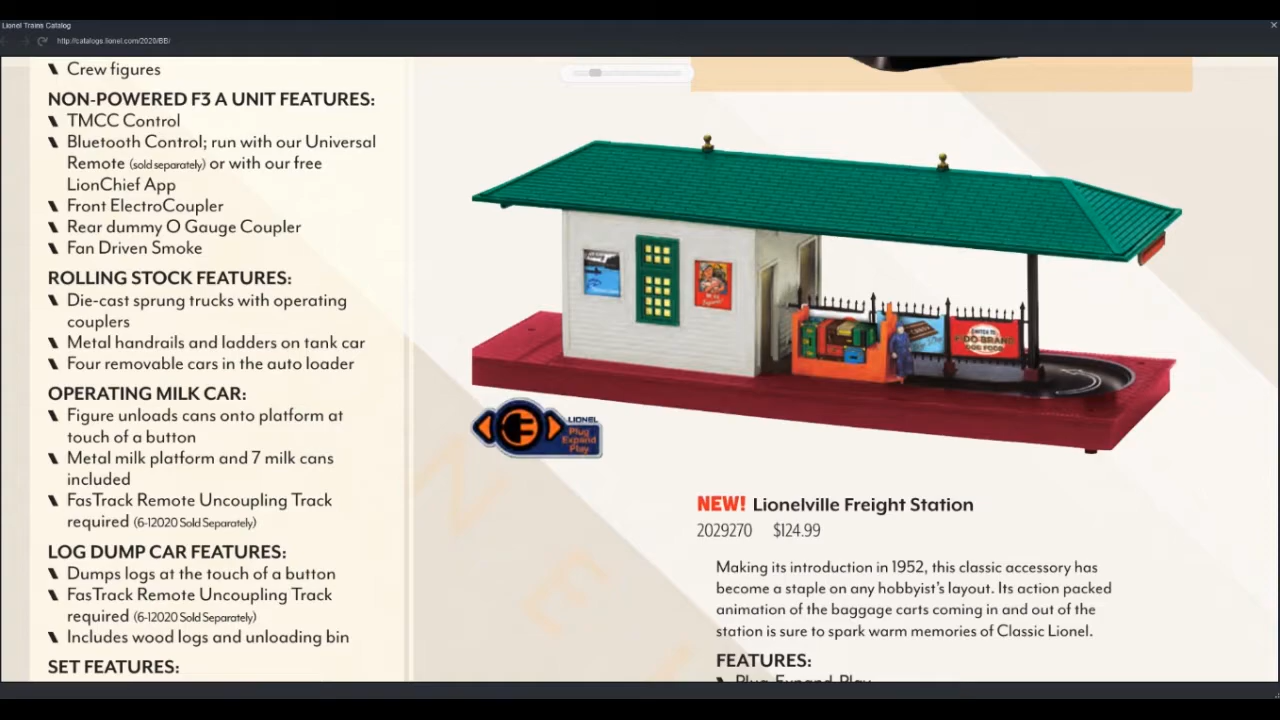 Lionel Trains Catalog
http://catalogs.lionel.com/2020/BB/
Crew figures
NON-POWERED F3 A UNIT FEATURES:
TMCC Control
Bluetooth Control; run with our Universal
Remote (sold separately) or with our free
LionChief App
Front ElectroCoupler
Rear dummy O Gauge Coupler
Fan Driven Smoke
ROLLING STOCK FEATURES:
Die-cast sprung trucks with operating
couplers
Metal handrails and ladders on tank car
Four removable cars in the auto loader
OPERATING MILK CAR:
Figure unloads cans onto platform at
touch of a button
Metal milk platform and 7 milk cans
included
FasTrack Remote Uncoupling Track
required (6-12020 Sold Separately)
LOG DUMP CAR FEATURES:
Dumps logs at the touch of a button
FasTrack Remote Uncoupling Track
required (6-12020 Sold Separately)
Includes wood logs and unloading bin
SET FEATURES:
DOG FOOD
LIONEL
Plug
Expand
Play
NEW! Lionelville Freight Station
2029270 $124.99
Making its introduction in 1952, this classic accessory has
become a staple on any hobbyist's layout. Its action packed
animation of the baggage carts coming in and out of the
station is sure to spark warm memories of Classic Lionel.
FEATURES:
Plug-Expand-Play